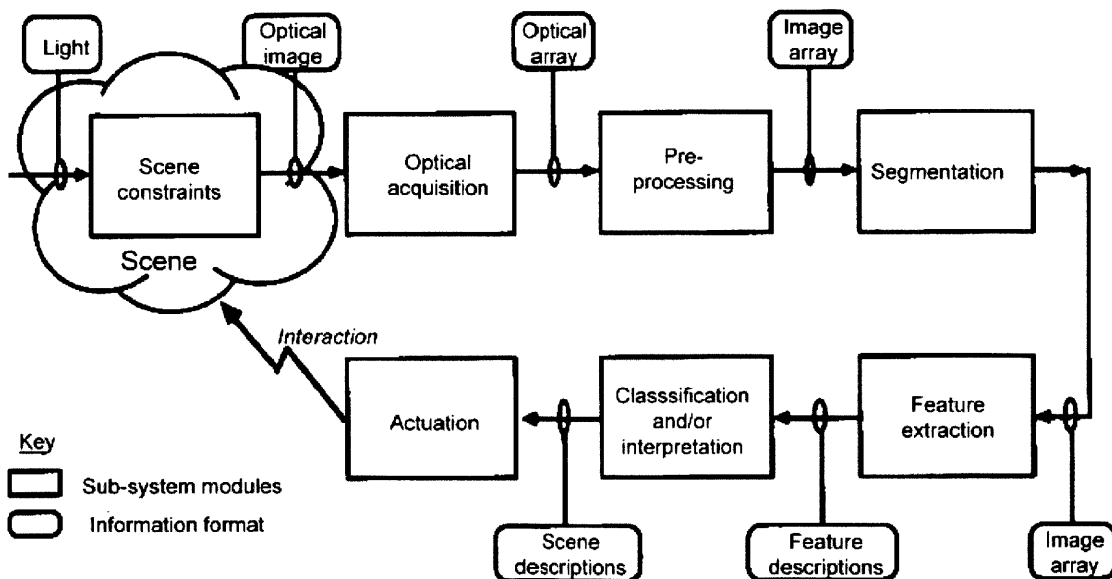 Light
Optical
image
Optical
array
Image
array
Scene
constraints
Optical
acquisition
Pre-
processing
Segmentation
Scene
Interaction
Actuation
Classsification
and/or
interpretation
Feature
extraction
Key
Sub-system modules
Information format
Scene
descriptions
Feature
descriptions
Image
array